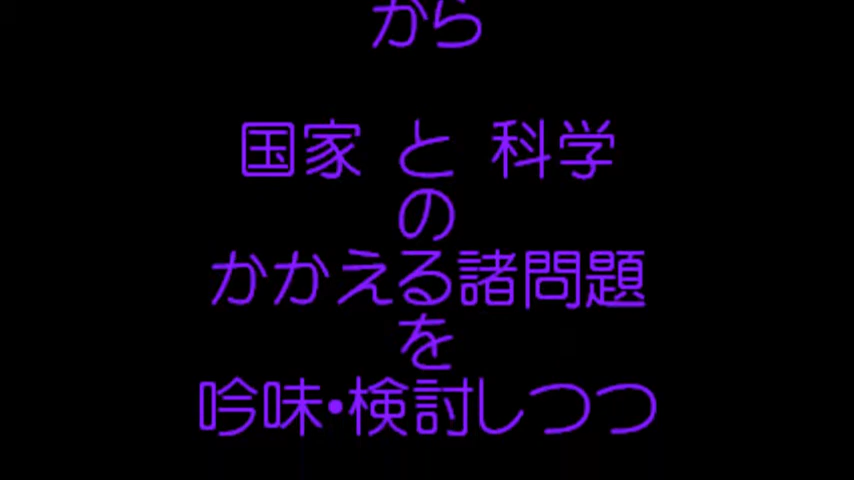 から
国家 と 科学
の
かかえる諸問題
を
吟味・検討しつつ